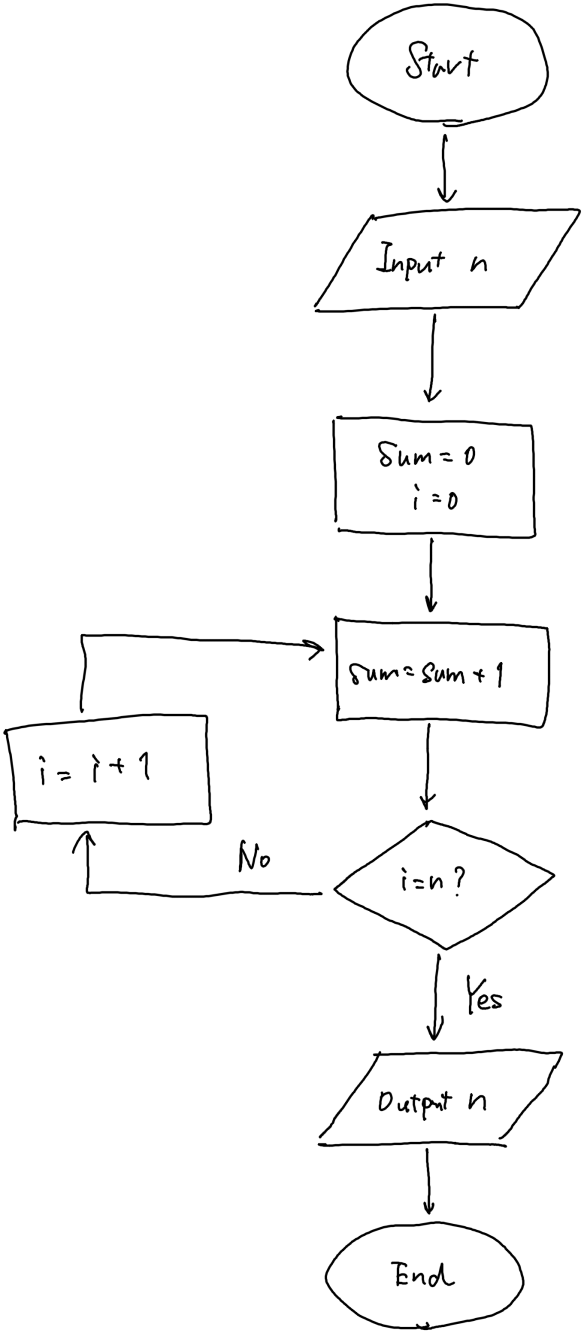 Start
Input n
sum = 0
i = 0
sum = sum + 1
i = n ?
No
i = i + 1
Yes
Output n
End